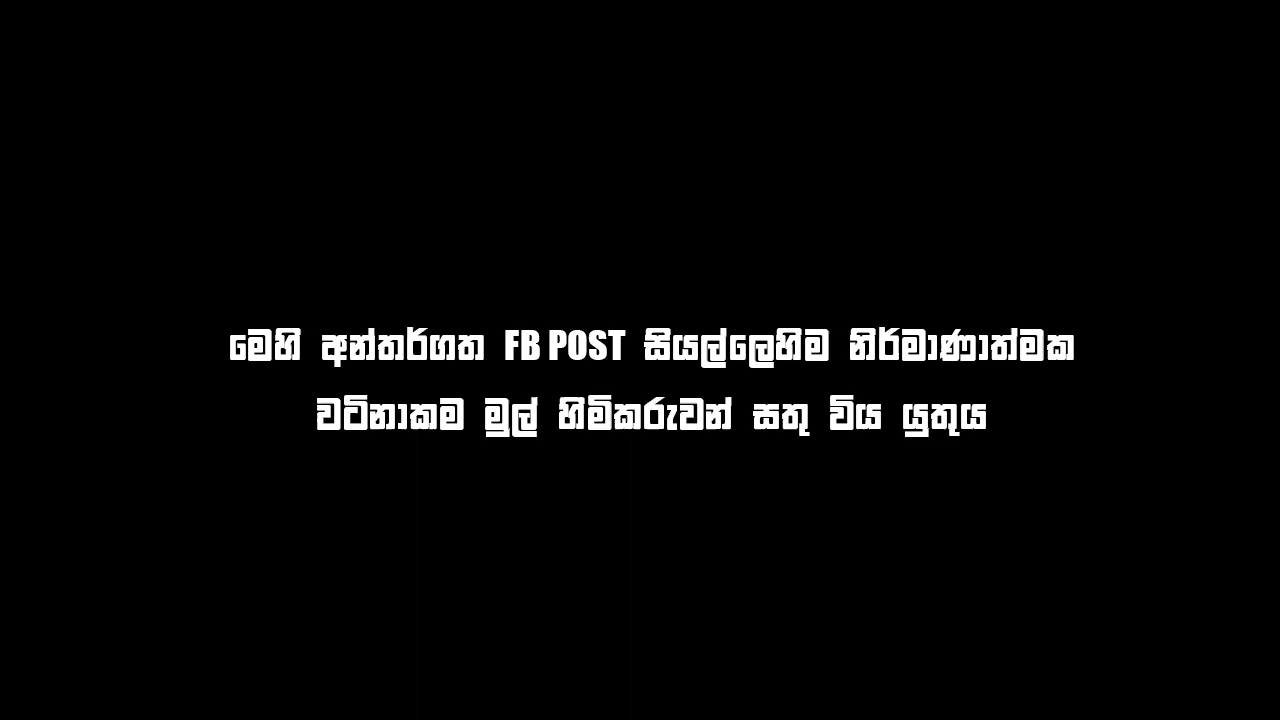 මෙහි අන්තර්ගත FB POST සියල්ලෙහිම නිර්මාණාත්මක
වටිනාකම මුල් හිමිකරුවන් සතු විය යුතුය